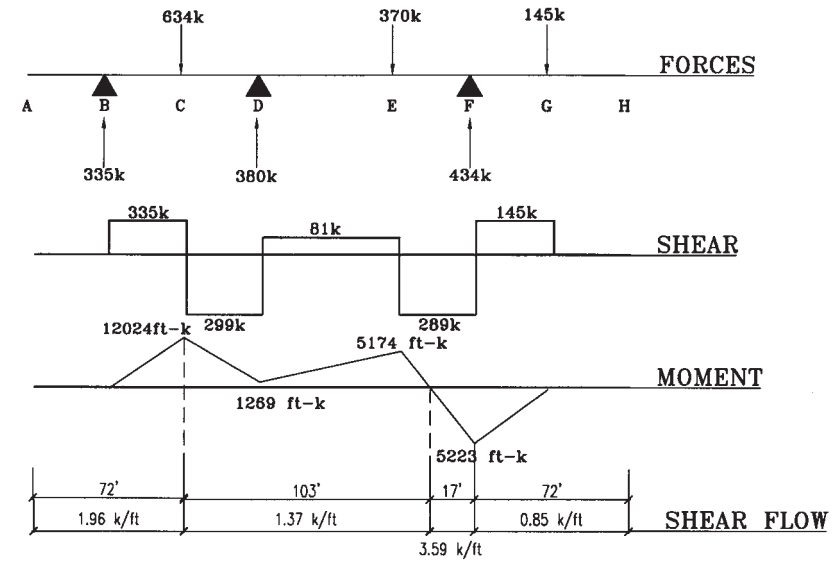 634k 370k 145k
FORCES
A B C D E F G H
335k 380k 434k
335k 81k 145k
SHEAR
299k 289k
12024ft-k 5174 ft-k
MOMENT
1269 ft-k
5223 ft-k
72' 103' 17' 72'
1.96 k/ft 1.37 k/ft 0.85 k/ft SHEAR FLOW
3.59 k/ft